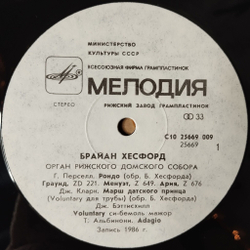 МИНИСТЕРСТВО
КУЛЬТУРЫ СССР
ВСЕСОЮЗНАЯ ФИРМА ГРАМПЛАСТИНОК
МЕЛОДИЯ
СТЕРЕО
РИЖСКИЙ ЗАВОД ГРАМПЛАСТИНОК
33
С10 25669 009
25669
1
БРАЙАН ХЕСФОРД
ОРГАН РИЖСКОГО ДОМСКОГО СОБОРА
Г. Перселл. Рондо (обр. Б. Хесфорда)
Граунд, ZD 221. Менуэт, Z 649. Ария, Z 676
Дж. Кларк. Марш датского принца
(Voluntary для трубы) (обр. Б. Хесфорда)
Дж. Бэттисхилл
Voluntary си-бемоль мажор
Т. Альбинони. Adagio
Запись 1986 г.